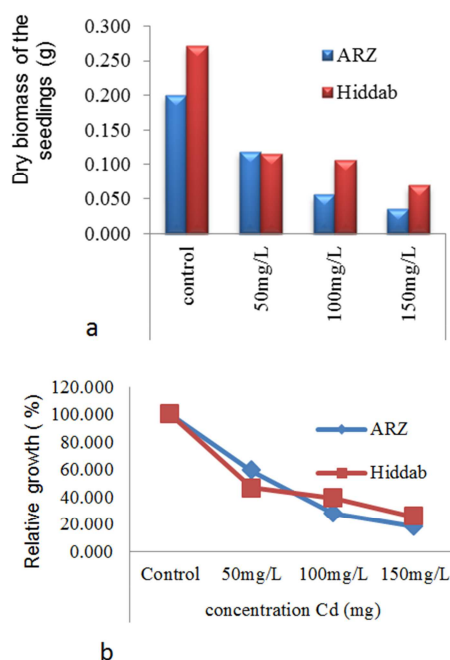 Dry biomass of the
seedlings (g)
0.300
0.250
0.200
0.150
0.100
0.050
0.000
ARZ
Hiddab
control
50mg/L
100mg/L
150mg/L
a
Relative growth ( %)
120.000
100.000
80.000
60.000
40.000
20.000
0.000
ARZ
Hiddab
Control 50mg/L 100mg/L 150mg/L
concentration Cd (mg)
b